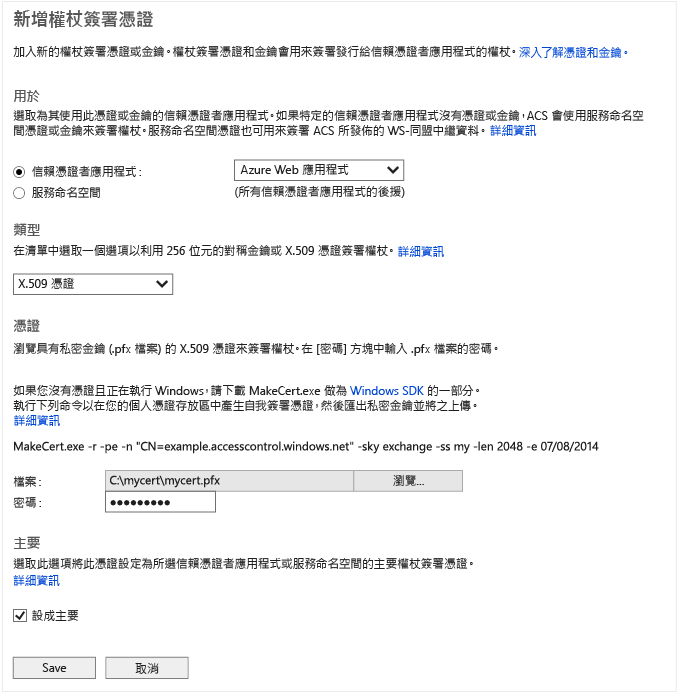 新增權杖簽署憑證
加入新的權杖簽署憑或金鑰。權杖簽署憑證和金鑰會用來簽署發行給信賴憑證者應用程式的權杖。深入了解憑證和金鑰。
用於
選取為其使用此憑證或金鑰的信賴憑證者應用程式。如果特定的信賴憑證者應用程式沒有憑證或金鑰，ACS 會使用服務命名空
間憑證或金鑰來簽署權杖。服務命名空間憑證也可用來簽署 ACS 所發佈的 WS-同盟中繼資料。 詳細資訊
信賴憑證者應用程式: Azure Web 應用程式
服務命名空間 (所有信賴憑證者應用程式的後援)
類型
在清單中選取一個選項以利用 256 位元的對稱金鑰或 X.509 憑證簽署權杖。 詳細資訊
X.509 憑證
憑證
瀏覽具有私密金鑰 (.pfx 檔案) 的 X.509 憑證來簽署權杖。在 [密碼] 方塊中輸入 .pfx 檔案的密碼。
如果您沒有憑證且正在執行 Windows，請下載 MakeCert.exe 做為 Windows SDK 的一部分。
執行下列命令以在您的個人憑證存放區中產生自我簽署憑證，然後匯出私密金鑰並將之上傳。
詳細資訊
MakeCert.exe -r -pe -n "CN=example.accesscontrol.windows.net" -sky exchange -ss my -len 2048 -e 07/08/2014
檔案: C:\mycert\mycert.pfx 瀏覽...
密碼: ●●●●●●●●●
主要
選取此選項將此憑證設定為所選信賴憑證者應用程式或服務命名空間的主要權杖簽署憑證。
詳細資訊
設成主要
Save 取消